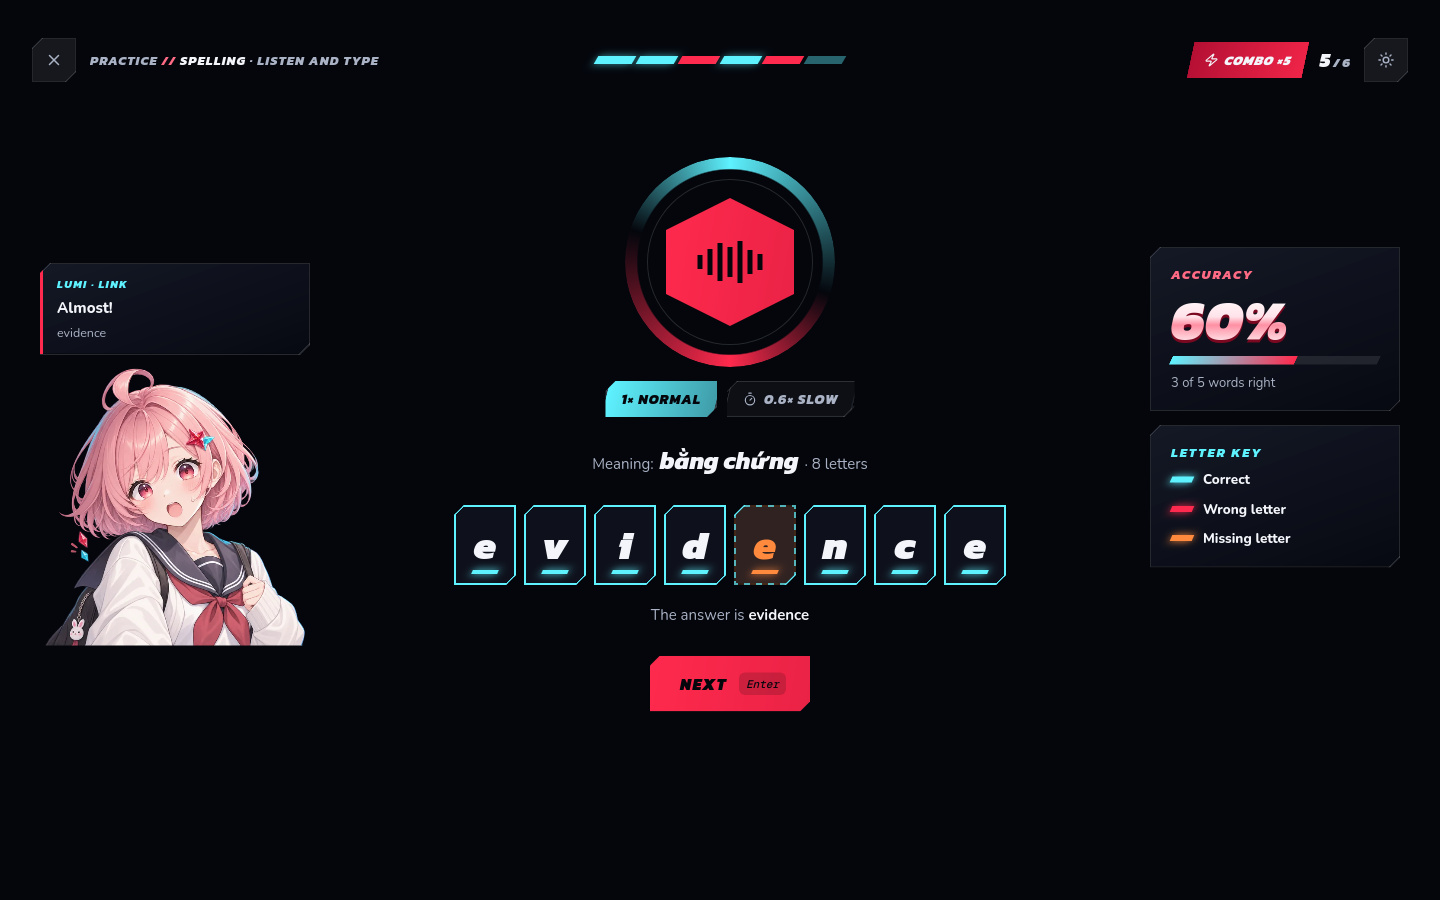 PRACTICE // SPELLING · LISTEN AND TYPE
COMBO ×5
5 / 6
LUMI · LINK
Almost!
evidence
1× NORMAL
0.6× SLOW
Meaning: bằng chứng · 8 letters
e v i d e n c e
The answer is evidence
NEXT Enter
ACCURACY
60%
3 of 5 words right
LETTER KEY
Correct
Wrong letter
Missing letter